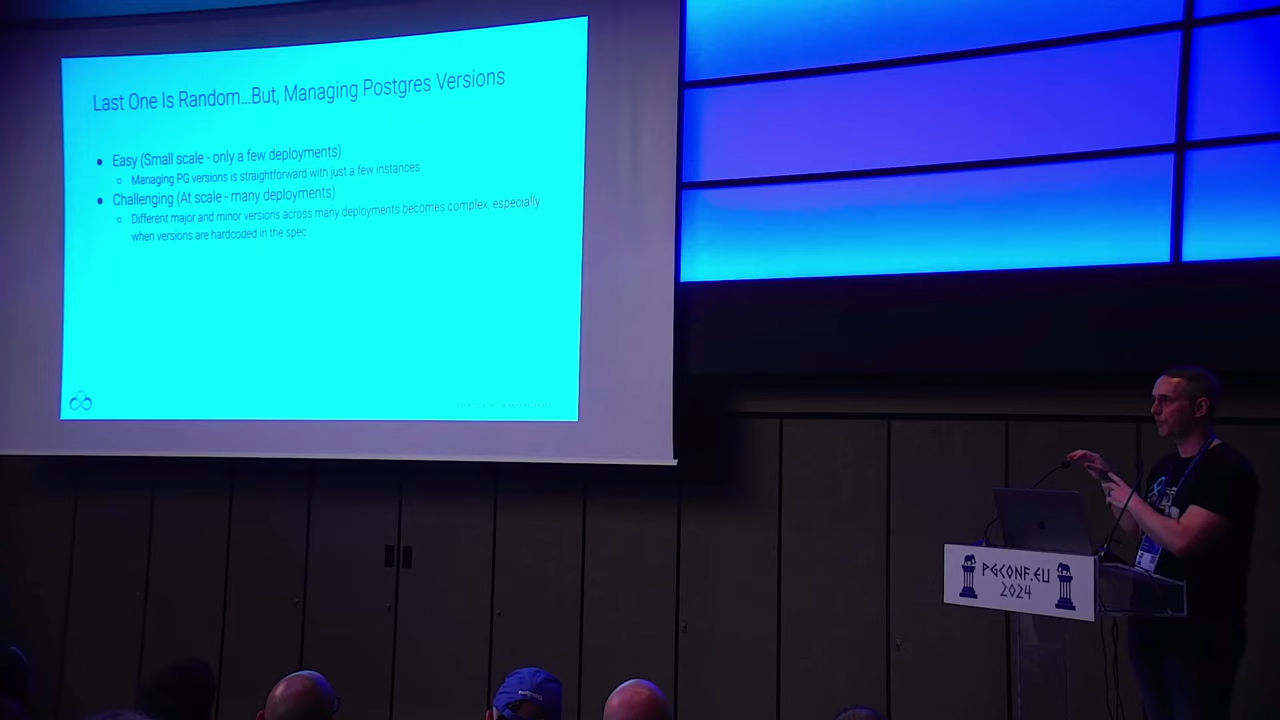 Last One Is Random...But, Managing Postgres Versions
● Easy (Small scale - only a few deployments)
○ Managing PG versions is straightforward with just a few instances
● Challenging (At scale - many deployments)
○ Different major and minor versions across many deployments becomes complex, especially
when versions are hardcoded in the spec
PGCONF.EU
2024